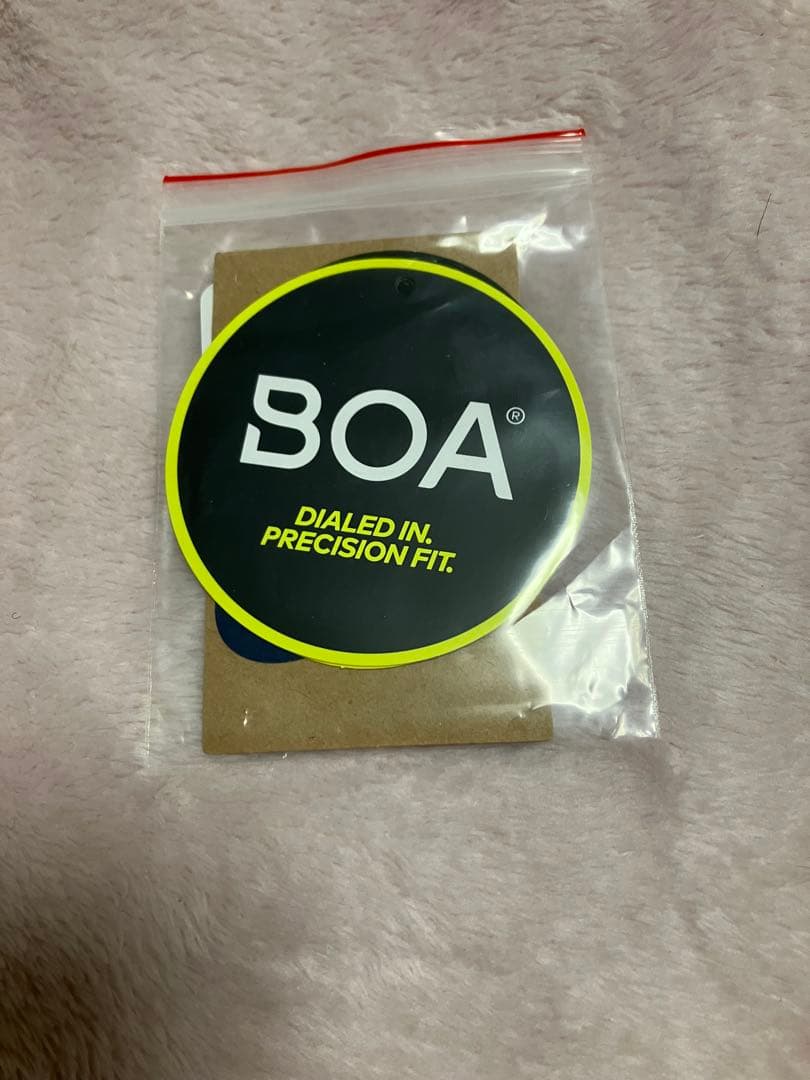 BOA®
DIALED IN.
PRECISION FIT.